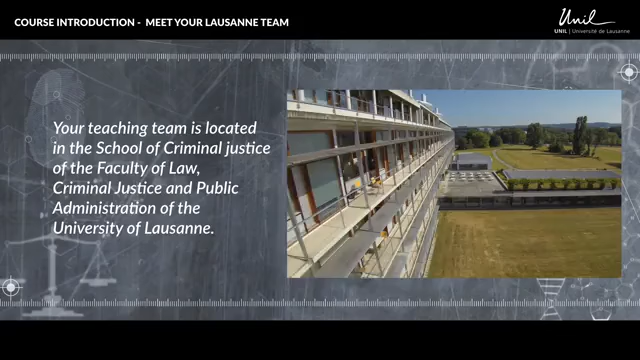 COURSE INTRODUCTION - MEET YOUR LAUSANNE TEAM
Unil
UNIL | Université de Lausanne
Your teaching team is located
in the School of Criminal justice
of the Faculty of Law,
Criminal Justice and Public
Administration of the
University of Lausanne.